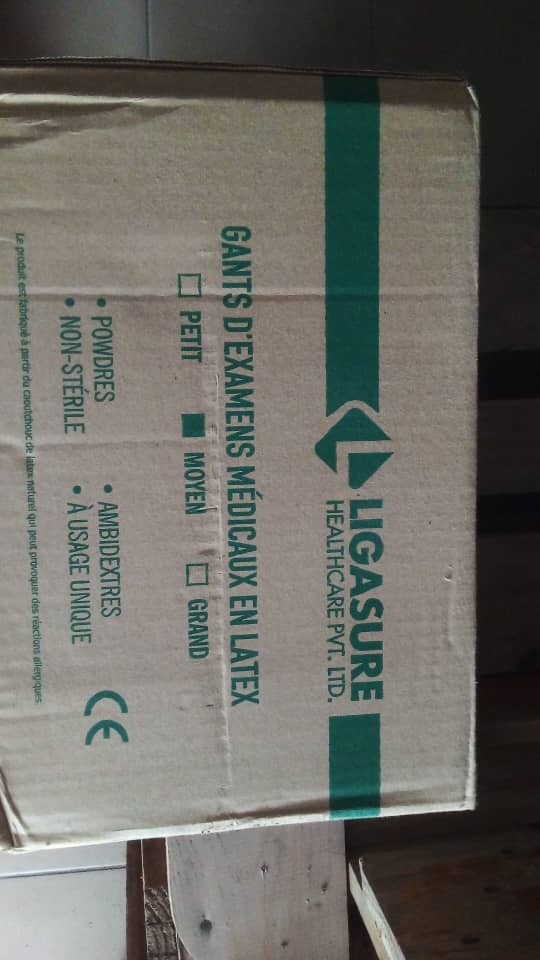 LIGASURE
HEALTHCARE PVT. LTD.
GANTS D'EXAMENS MÉDICAUX EN LATEX
PETIT MOYEN GRAND
• POWDRES • AMBIDEXTRES
• NON-STÉRILE • À USAGE UNIQUE
CE
Le produit est fabriqué à partir du caoutchouc de latex naturel qui peut provoquer des réactions allergiques